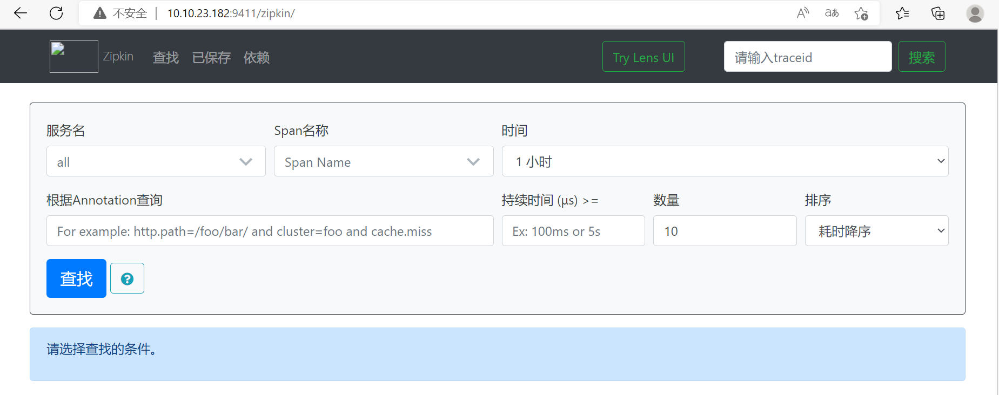 不安全 | 10.10.23.182:9411/zipkin/
Zipkin 查找 已保存 依赖 Try Lens UI 请输入traceid 搜索
服务名 Span名称 时间
all Span Name 1 小时
根据Annotation查询 持续时间 (μs) >= 数量 排序
For example: http.path=/foo/bar/ and cluster=foo and cache.miss Ex: 100ms or 5s 10 耗时降序
查找
请选择查找的条件。